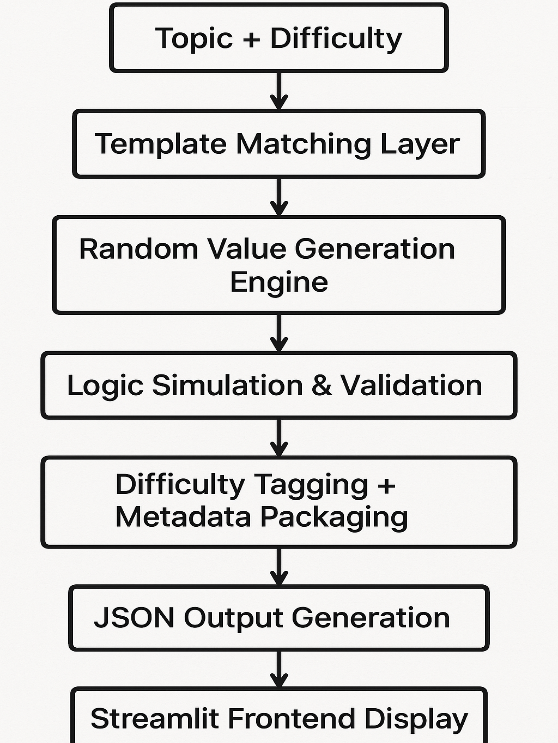 Topic + Difficulty
Template Matching Layer
Random Value Generation
Engine
Logic Simulation & Validation
Difficulty Tagging +
Metadata Packaging
JSON Output Generation
Streamlit Frontend Display